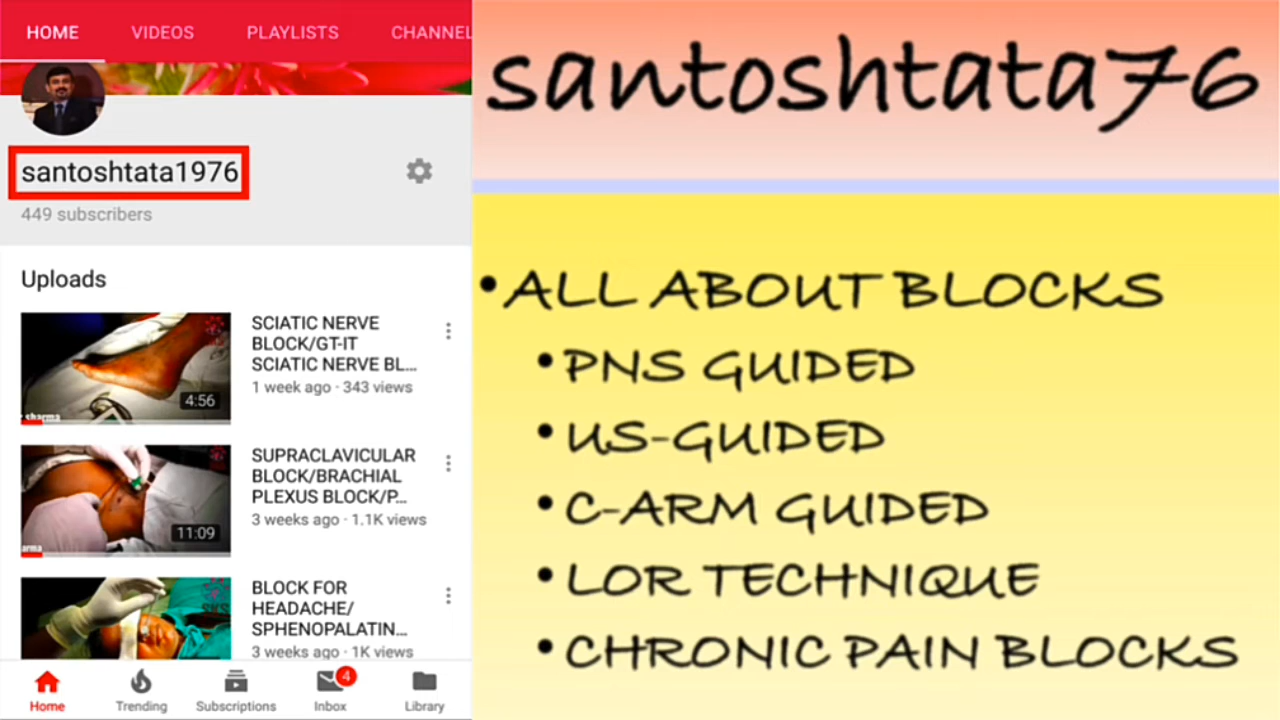 HOME VIDEOS PLAYLISTS CHANNEL
santoshtata1976
449 subscribers
Uploads
SCIATIC NERVE
BLOCK/GT-IT
SCIATIC NERVE BL...
1 week ago · 343 views
4:56
sharma
SUPRACLAVICULAR
BLOCK/BRACHIAL
PLEXUS BLOCK/P...
3 weeks ago · 1.1K views
11:09
arma
BLOCK FOR
HEADACHE/
SPHENOPALATIN...
3 weeks ago · 1K views
SKS
Home Trending Subscriptions Inbox Library
4
santoshtata76
•ALL ABOUT BLOCKS
•PNS GUIDED
•US-GUIDED
•C-ARM GUIDED
•LOR TECHNIQUE
•CHRONIC PAIN BLOCKS